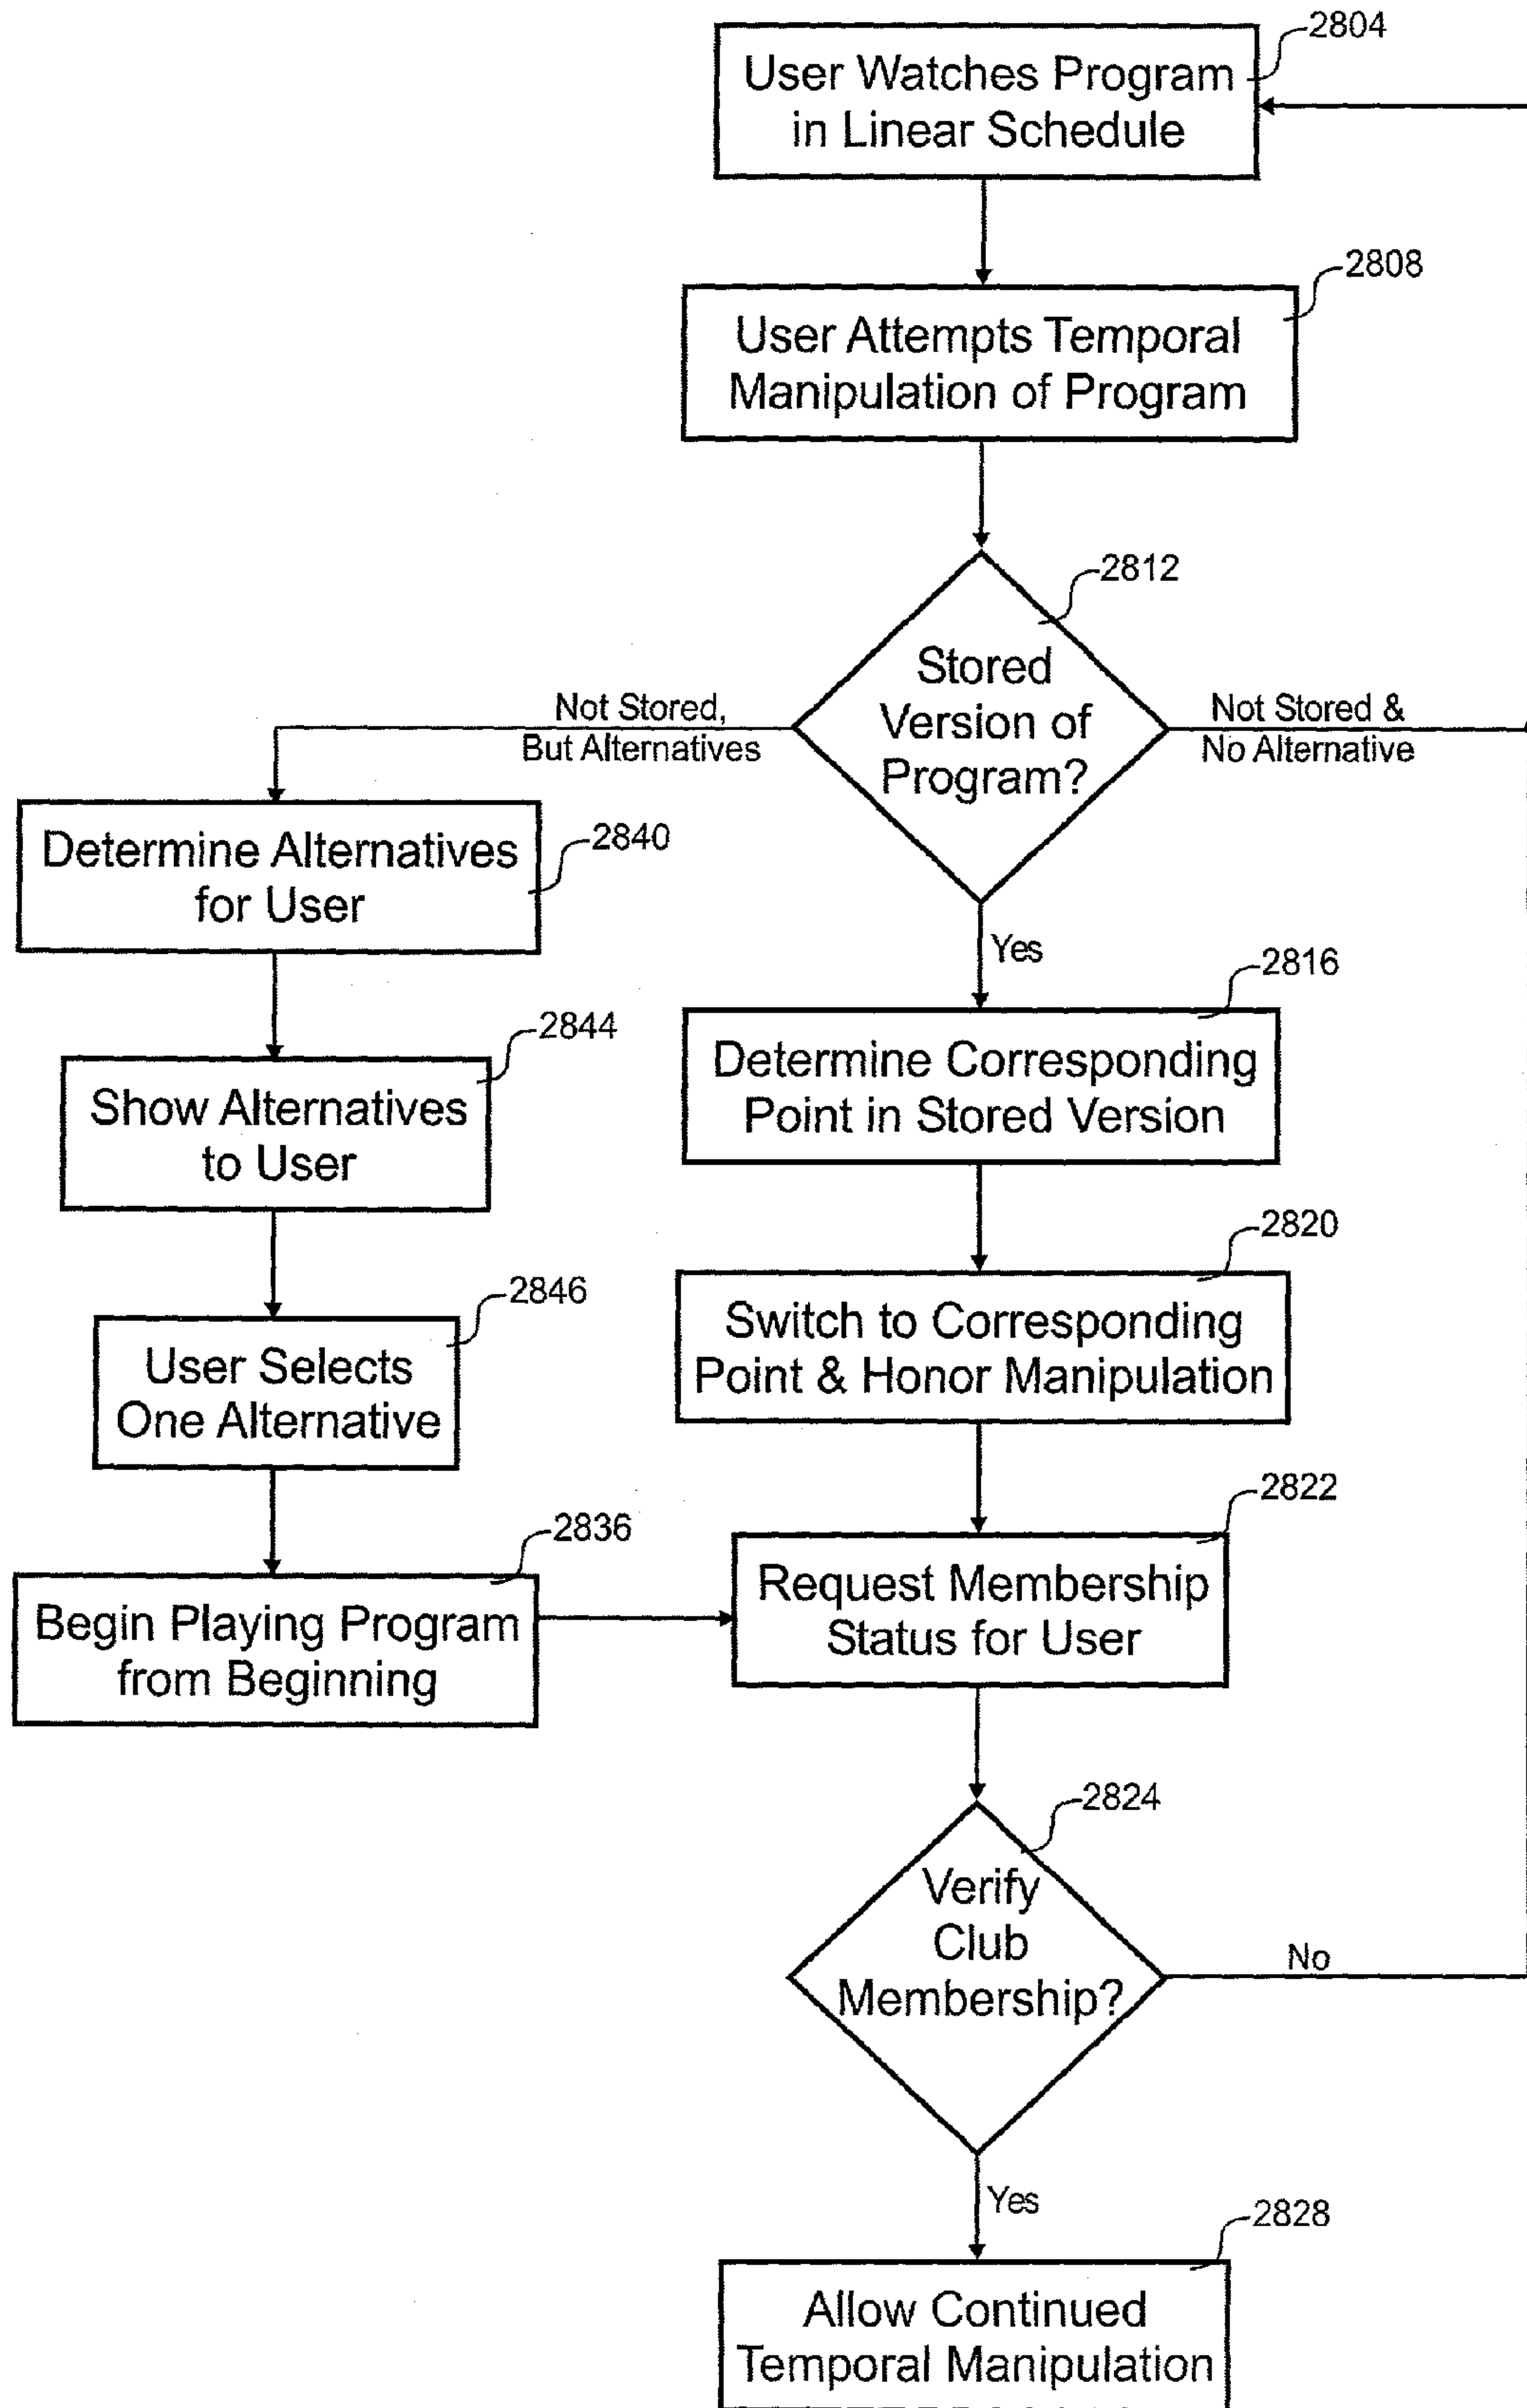 2804
User Watches Program
in Linear Schedule
2808
User Attempts Temporal
Manipulation of Program
2812
Stored
Version of
Program?
Not Stored,
But Alternatives
Not Stored &
No Alternative
2840
Determine Alternatives
for User
Yes
2816
Determine Corresponding
Point in Stored Version
2844
Show Alternatives
to User
2820
Switch to Corresponding
Point & Honor Manipulation
2846
User Selects
One Alternative
2822
Request Membership
Status for User
2836
Begin Playing Program
from Beginning
2824
Verify
Club
Membership?
No
Yes
2828
Allow Continued
Temporal Manipulation